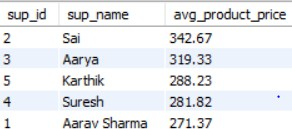 sup_id sup_name avg_product_price
2 Sai 342.67
3 Aarya 319.33
5 Karthik 288.23
4 Suresh 281.82
1 Aarav Sharma 271.37